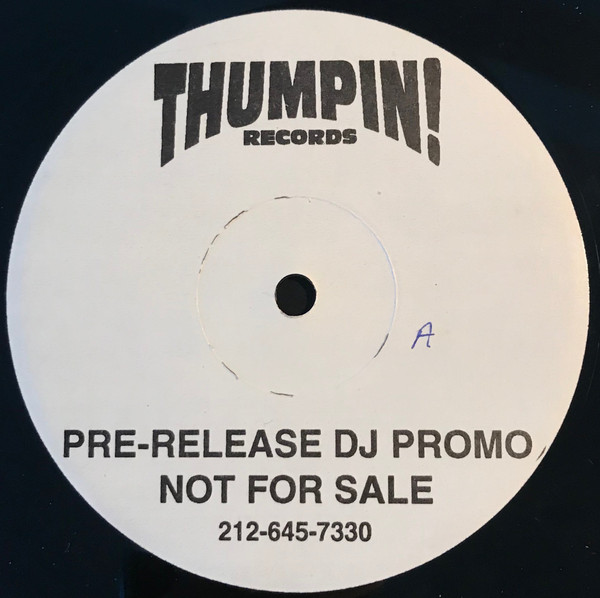 THUMPIN!
RECORDS
A
PRE-RELEASE DJ PROMO
NOT FOR SALE
212-645-7330